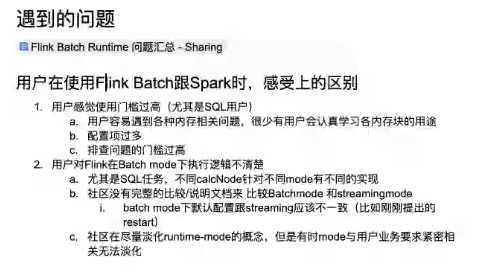 遇到的问题
Flink Batch Runtime 问题汇总 - Sharing
用户在使用Flink Batch跟Spark时，感受上的区别
1. 用户感觉使用门槛过高（尤其是SQL用户）
a. 用户容易遇到各种内存相关问题，很少有用户会认真学习各内存块的用途
b. 配置项过多
c. 排查问题的门槛过高
2. 用户对Flink在Batch mode下执行逻辑不清楚
a. 尤其是SQL任务，不同calcNode针对不同mode有不同的实现
b. 社区没有完整的比较/说明文档来 比较Batchmode 和streamingmode
i. batch mode下默认配置跟streaming应该不一致（比如刚刚提出的
restart）
c. 社区在尽量淡化runtime-mode的概念，但是有时mode与用户业务要求紧密相
关无法淡化